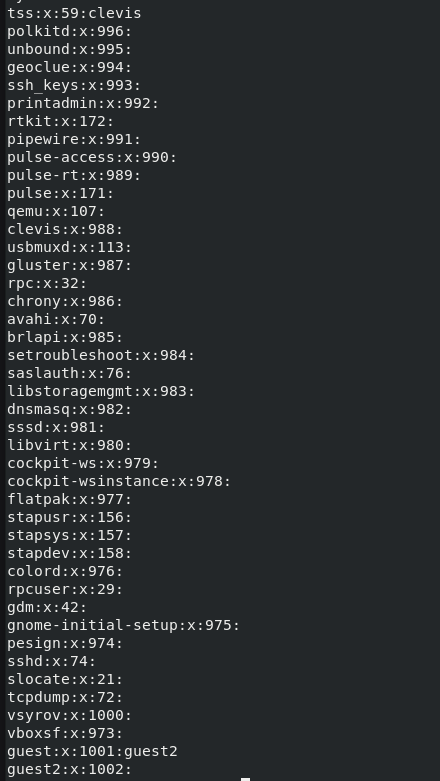 tss:x:59:clevis
polkitd:x:996:
unbound:x:995:
geoclue:x:994:
ssh_keys:x:993:
printadmin:x:992:
rtkit:x:172:
pipewire:x:991:
pulse-access:x:990:
pulse-rt:x:989:
pulse:x:171:
qemu:x:107:
clevis:x:988:
usbmuxd:x:113:
gluster:x:987:
rpc:x:32:
chrony:x:986:
avahi:x:70:
brlapi:x:985:
setroubleshoot:x:984:
saslauth:x:76:
libstoragemgmt:x:983:
dnsmasq:x:982:
sssd:x:981:
libvirt:x:980:
cockpit-ws:x:979:
cockpit-wsinstance:x:978:
flatpak:x:977:
stapusr:x:156:
stapsys:x:157:
stapdev:x:158:
colord:x:976:
rpcuser:x:29:
gdm:x:42:
gnome-initial-setup:x:975:
pesign:x:974:
sshd:x:74:
slocate:x:21:
tcpdump:x:72:
vsyrov:x:1000:
vboxsf:x:973:
guest:x:1001:guest2
guest2:x:1002: